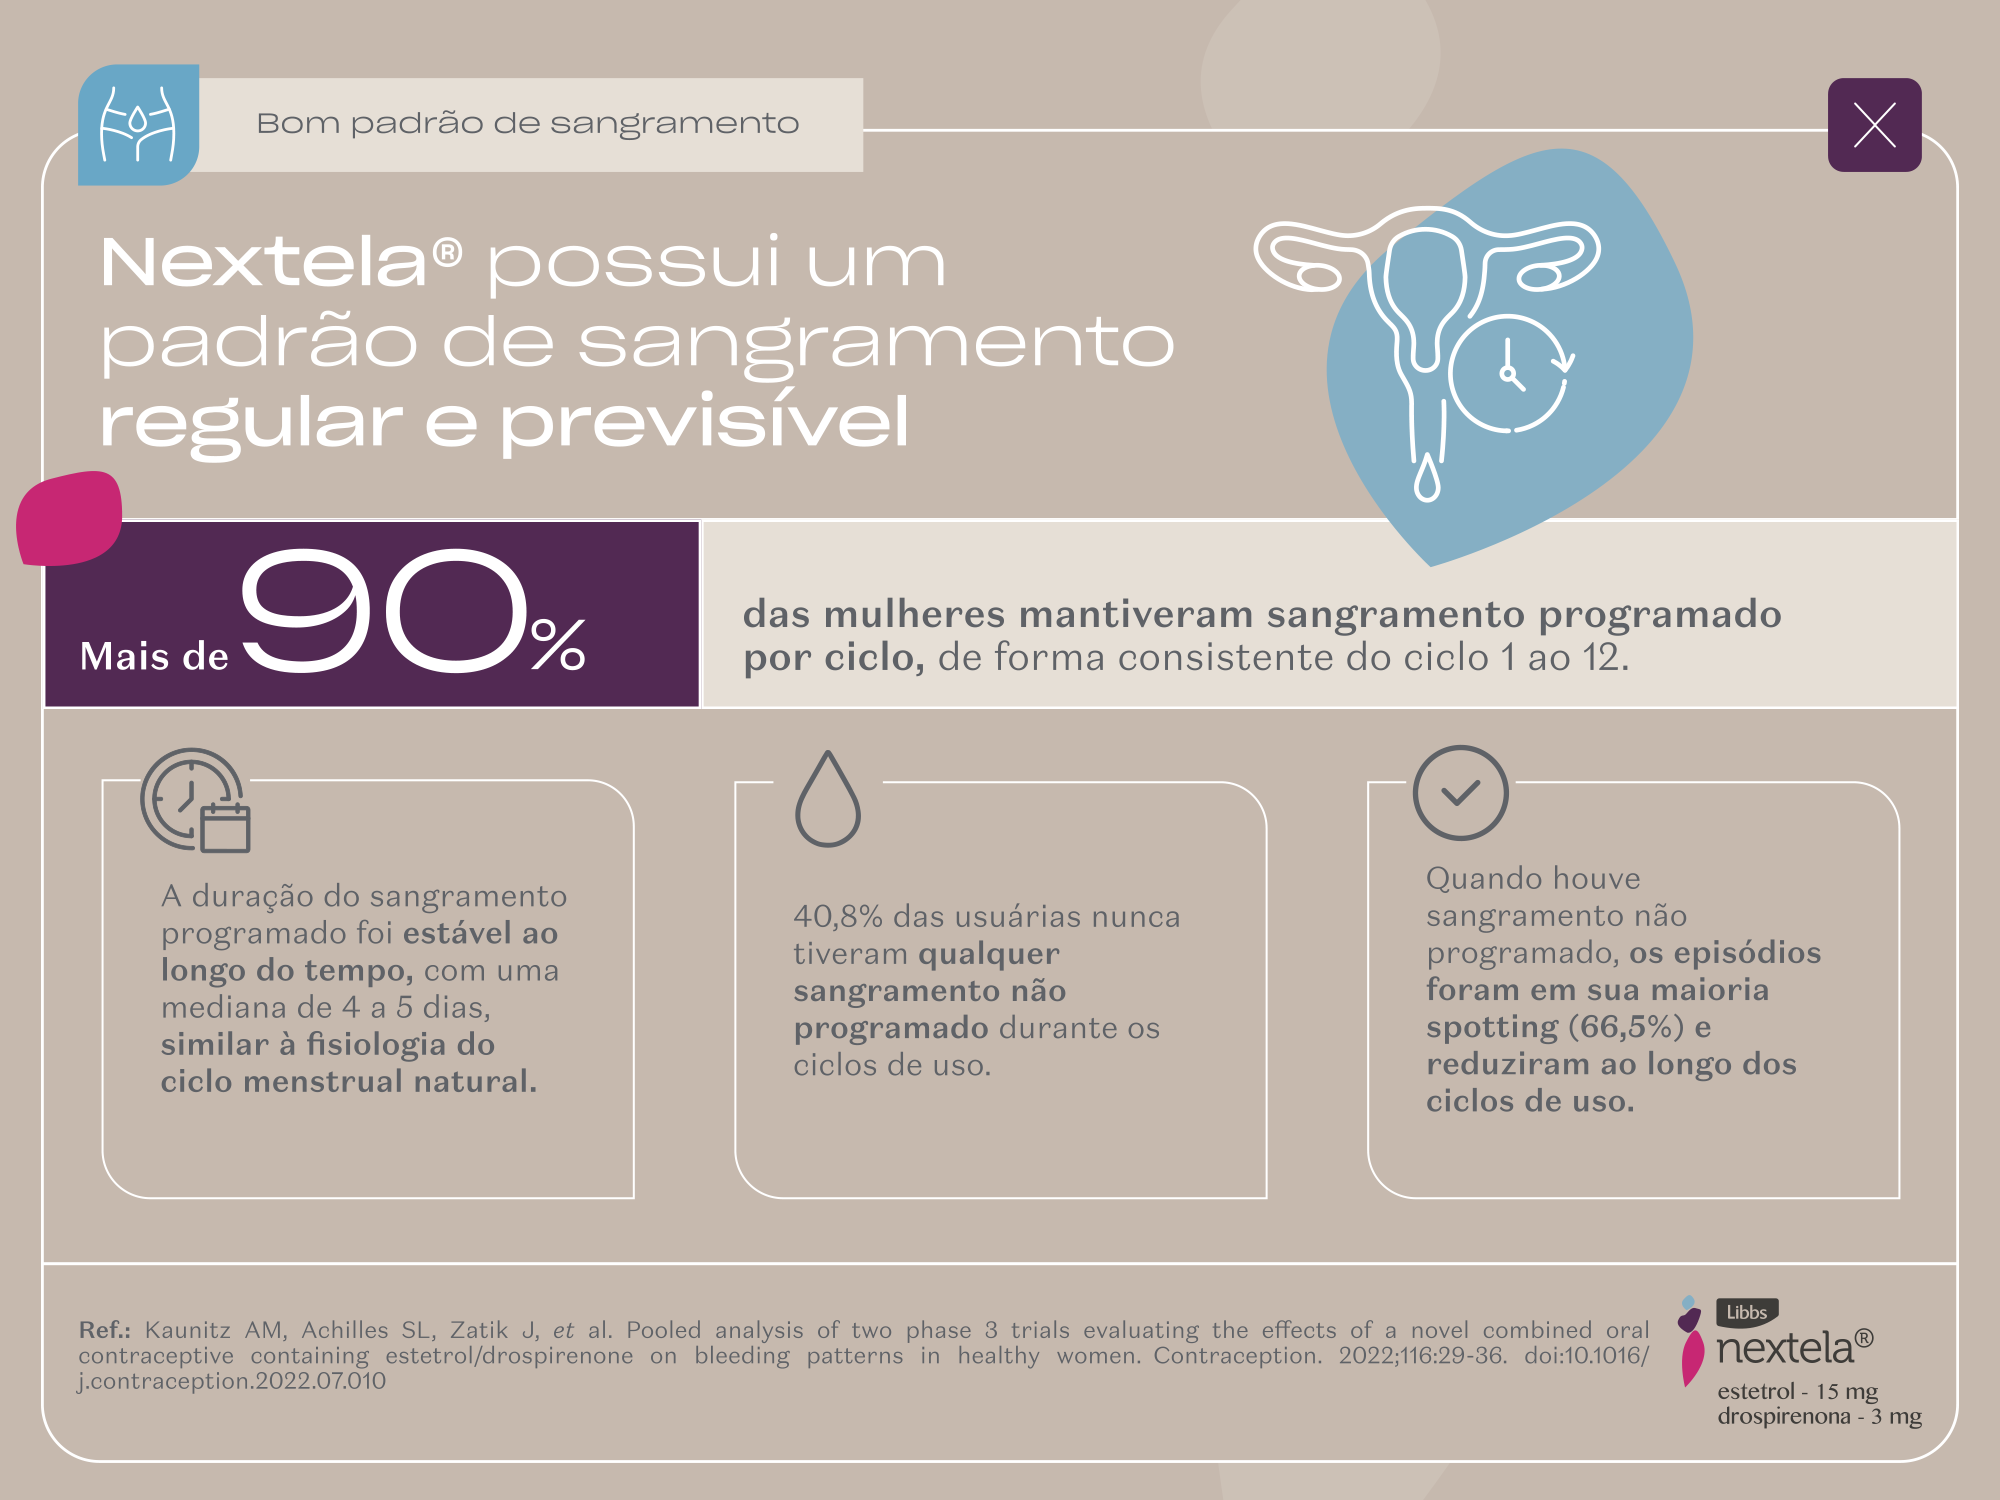 Bom padrão de sangramento
Nextela® possui um
padrão de sangramento
regular e previsível
Mais de 90%
das mulheres mantiveram sangramento programado
por ciclo, de forma consistente do ciclo 1 ao 12.
A duração do sangramento
programado foi estável ao
longo do tempo, com uma
mediana de 4 a 5 dias,
similar à fisiologia do
ciclo menstrual natural.
40,8% das usuárias nunca
tiveram qualquer
sangramento não
programado durante os
ciclos de uso.
Quando houve
sangramento não
programado, os episódios
foram em sua maioria
spotting (66,5%) e
reduziram ao longo dos
ciclos de uso.
Ref.: Kaunitz AM, Achilles SL, Zatik J, et al. Pooled analysis of two phase 3 trials evaluating the effects of a novel combined oral
contraceptive containing estetrol/drospirenone on bleeding patterns in healthy women. Contraception. 2022;116:29-36. doi:10.1016/
j.contraception.2022.07.010
Libbs
nextela®
estetrol - 15 mg
drospirenona - 3 mg